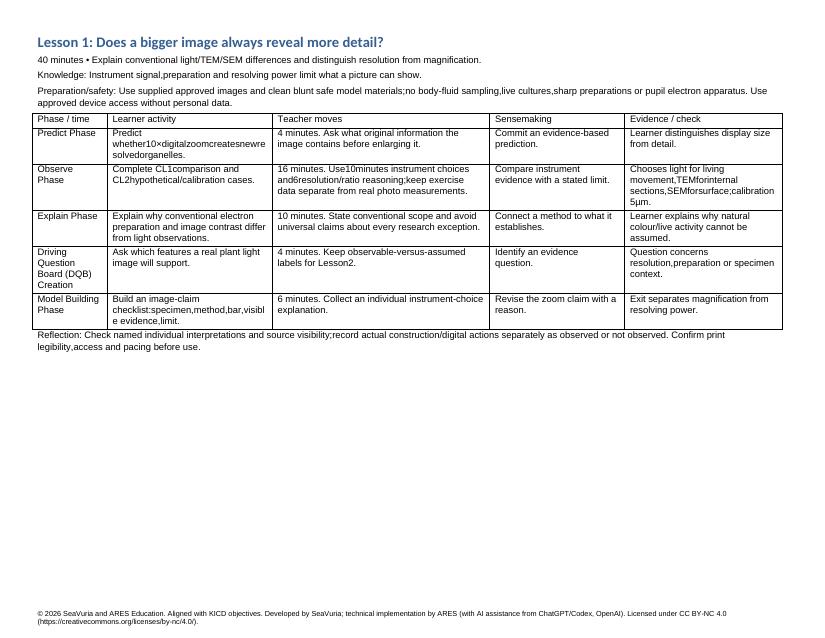 Lesson 1: Does a bigger image always reveal more detail?
40 minutes • Explain conventional light/TEM/SEM differences and distinguish resolution from magnification.
Knowledge: Instrument signal,preparation and resolving power limit what a picture can show.
Preparation/safety: Use supplied approved images and clean blunt safe model materials;no body-fluid sampling,live cultures,sharp preparations or pupil electron apparatus. Use
approved device access without personal data.
Phase / time
Learner activity
Teacher moves
Sensemaking
Evidence / check
Predict Phase
Predict
whether10×digitalzoomcreatesnewre
solvedorganelles.
4 minutes. Ask what original information the
image contains before enlarging it.
Commit an evidence-based
prediction.
Learner distinguishes display size
from detail.
Observe
Phase
Complete CL1comparison and
CL2hypothetical/calibration cases.
16 minutes. Use10minutes instrument choices
and6resolution/ratio reasoning;keep exercise
data separate from real photo measurements.
Compare instrument
evidence with a stated limit.
Chooses light for living
movement,TEMforinternal
sections,SEMforsurface;calibration
5µm.
Explain Phase
Explain why conventional electron
preparation and image contrast differ
from light observations.
10 minutes. State conventional scope and avoid
universal claims about every research exception.
Connect a method to what it
establishes.
Learner explains why natural
colour/live activity cannot be
assumed.
Driving
Question
Board (DQB)
Creation
Ask which features a real plant light
image will support.
4 minutes. Keep observable-versus-assumed
labels for Lesson2.
Identify an evidence
question.
Question concerns
resolution,preparation or specimen
context.
Model Building
Phase
Build an image-claim
checklist:specimen,method,bar,visibl
e evidence,limit.
6 minutes. Collect an individual instrument-choice
explanation.
Revise the zoom claim with a
reason.
Exit separates magnification from
resolving power.
Reflection: Check named individual interpretations and source visibility;record actual construction/digital actions separately as observed or not observed. Confirm print
legibility,access and pacing before use.
© 2026 SeaVuria and ARES Education. Aligned with KICD objectives. Developed by SeaVuria; technical implementation by ARES (with AI assistance from ChatGPT/Codex, OpenAI). Licensed under CC BY-NC 4.0
(https://creativecommons.org/licenses/by-nc/4.0/).